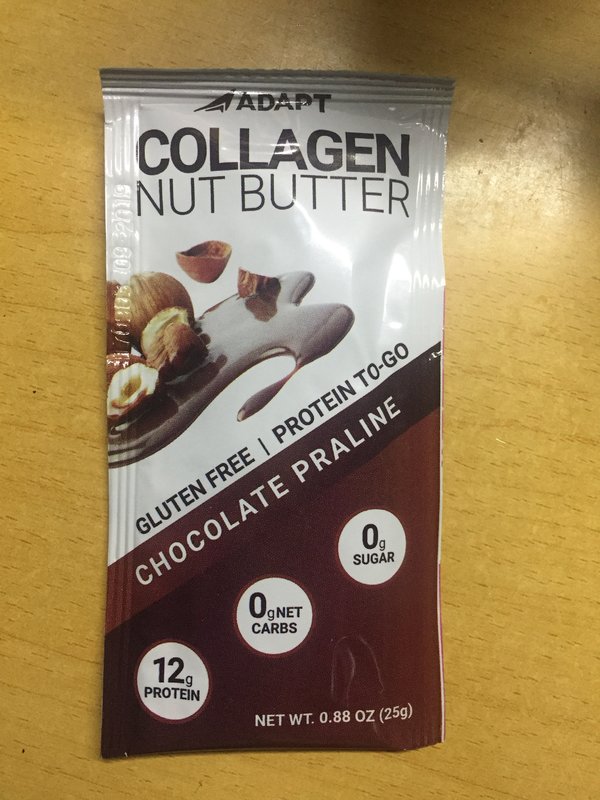 ADAPT
COLLAGEN
NUT BUTTER
GLUTEN FREE | PROTEIN TO-GO
CHOCOLATE PRALINE
0g
SUGAR
0g NET
CARBS
12g
PROTEIN
NET WT. 0.88 OZ (25g)